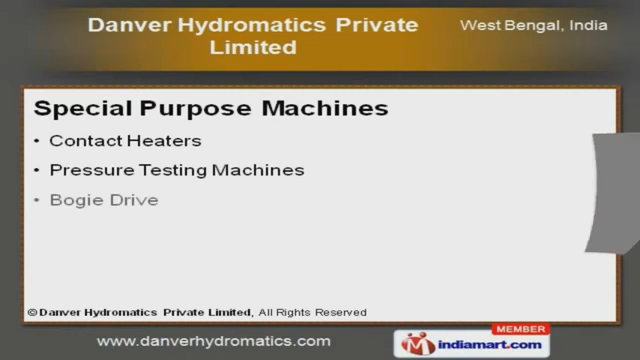 Danver Hydromatics Private
Limited
West Bengal, India
Special Purpose Machines
• Contact Heaters
• Pressure Testing Machines
• Bogie Drive
© Danver Hydromatics Private Limited, All Rights Reserved
www.danverhydromatics.com
MEMBER
indiamart.com